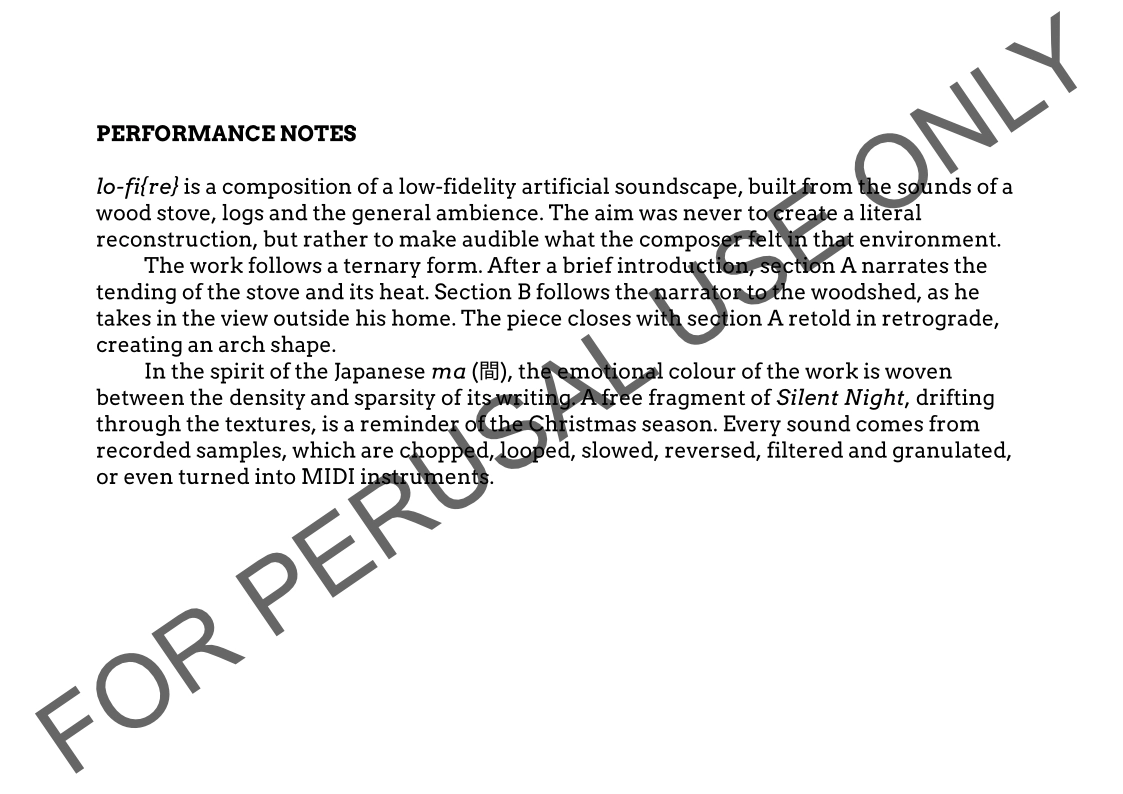 PERFORMANCE NOTES
lo-fi{re} is a composition of a low-fidelity artificial soundscape, built from the sounds of a
wood stove, logs and the general ambience. The aim was never to create a literal
reconstruction, but rather to make audible what the composer felt in that environment.
The work follows a ternary form. After a brief introduction, section A narrates the
tending of the stove and its heat. Section B follows the narrator to the woodshed, as he
takes in the view outside his home. The piece closes with section A retold in retrograde,
creating an arch shape.
In the spirit of the Japanese ma (間), the emotional colour of the work is woven
between the density and sparsity of its writing. A free fragment of Silent Night, drifting
through the textures, is a reminder of the Christmas season. Every sound comes from
recorded samples, which are chopped, looped, slowed, reversed, filtered and granulated,
or even turned into MIDI instruments.
FOR PERUSAL USE ONLY